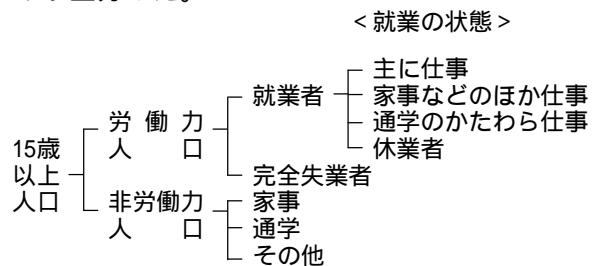 ＜就業の状態＞
主に仕事
就業者 家事などのほか仕事
労働力 通学のかたわら仕事
15歳 人口 休業者
以上 完全失業者
人口 非労働力 家事
人口 通学
その他